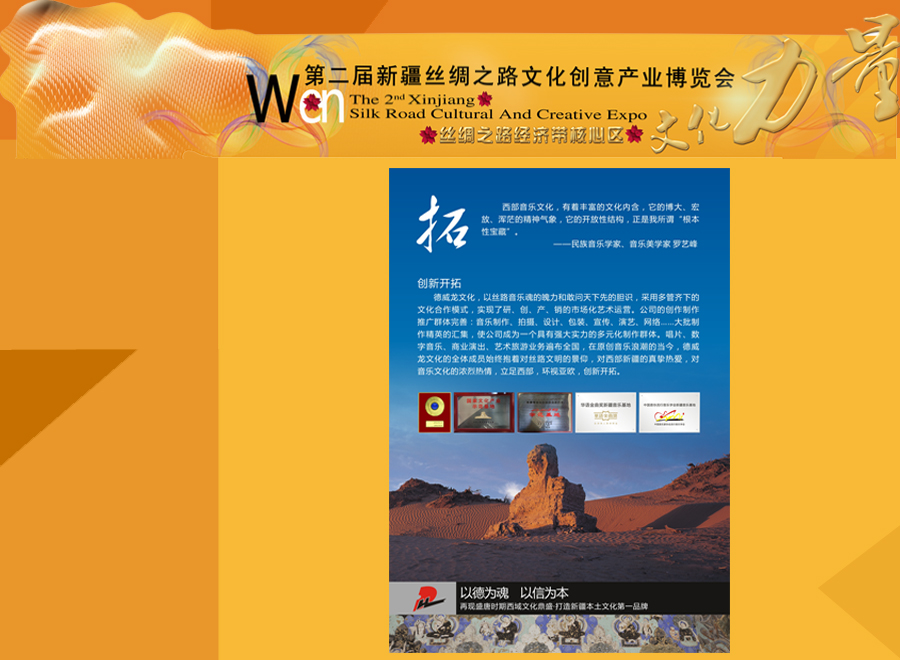 第二届新疆丝绸之路文化创意产业博览会
Wcn
The 2nd Xinjiang
Silk Road Cultural And Creative Expo
丝绸之路经济带核心区
文化力量
拓
西部音乐文化，有着丰富的文化内含，它的博大、宏
放、浑茫的精神气象，它的开放性结构，正是我所谓“根本
性宝藏”。
——民族音乐学家、音乐美学家 罗艺峰
创新开拓
德威龙文化，以丝路音乐魂的魄力和敢问天下先的胆识，采用多管齐下的
文化合作模式，实现了研、创、产、销的市场化艺术运营。公司的创作制作
推广群体完善：音乐制作、拍摄、设计、包装、宣传、演艺、网络……大批制
作精英的汇集，使公司成为一个具有强大实力的多元化制作群体。唱片、数
字音乐、商业演出、艺术旅游业务遍布全国，在原创音乐浪潮的当今，德威
龙文化的全体成员始终抱着对丝路文明的景仰，对西部新疆的真挚热爱，对
音乐文化的浓烈热情，立足西部，环视亚欧，创新开拓。
华语金曲奖新疆音乐基地
以德为魂 以信为本
再现盛唐时期西域文化鼎盛·打造新疆本土文化第一品牌